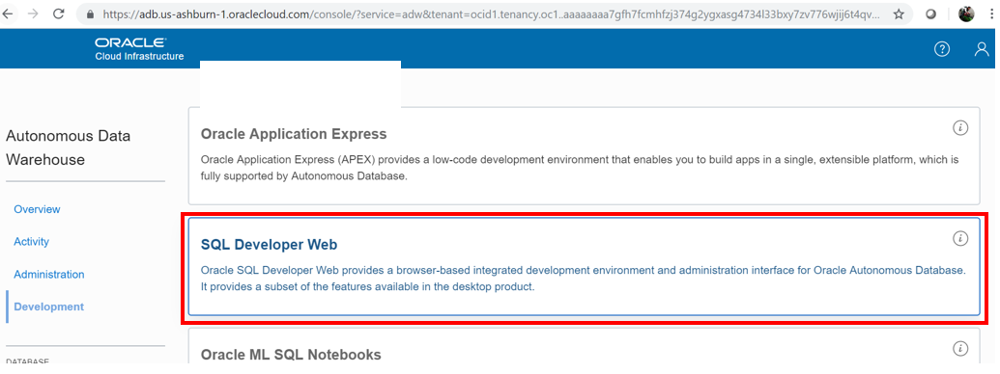 https://adb.us-ashburn-1.oraclecloud.com/console/?service=adw&tenant=ocid1.tenancy.oc1..aaaaaaaa7gfh7fcmhfzj374g2ygxasg4734l33bxy7zv776wjij6t4qv...
ORACLE
Cloud Infrastructure
Autonomous Data
Warehouse
Overview
Activity
Administration
Development
DATABASE
Oracle Application Express
Oracle Application Express (APEX) provides a low-code development environment that enables you to build apps in a single, extensible platform, which is
fully supported by Autonomous Database.
SQL Developer Web
Oracle SQL Developer Web provides a browser-based integrated development environment and administration interface for Oracle Autonomous Database.
It provides a subset of the features available in the desktop product.
Oracle ML SQL Notebooks